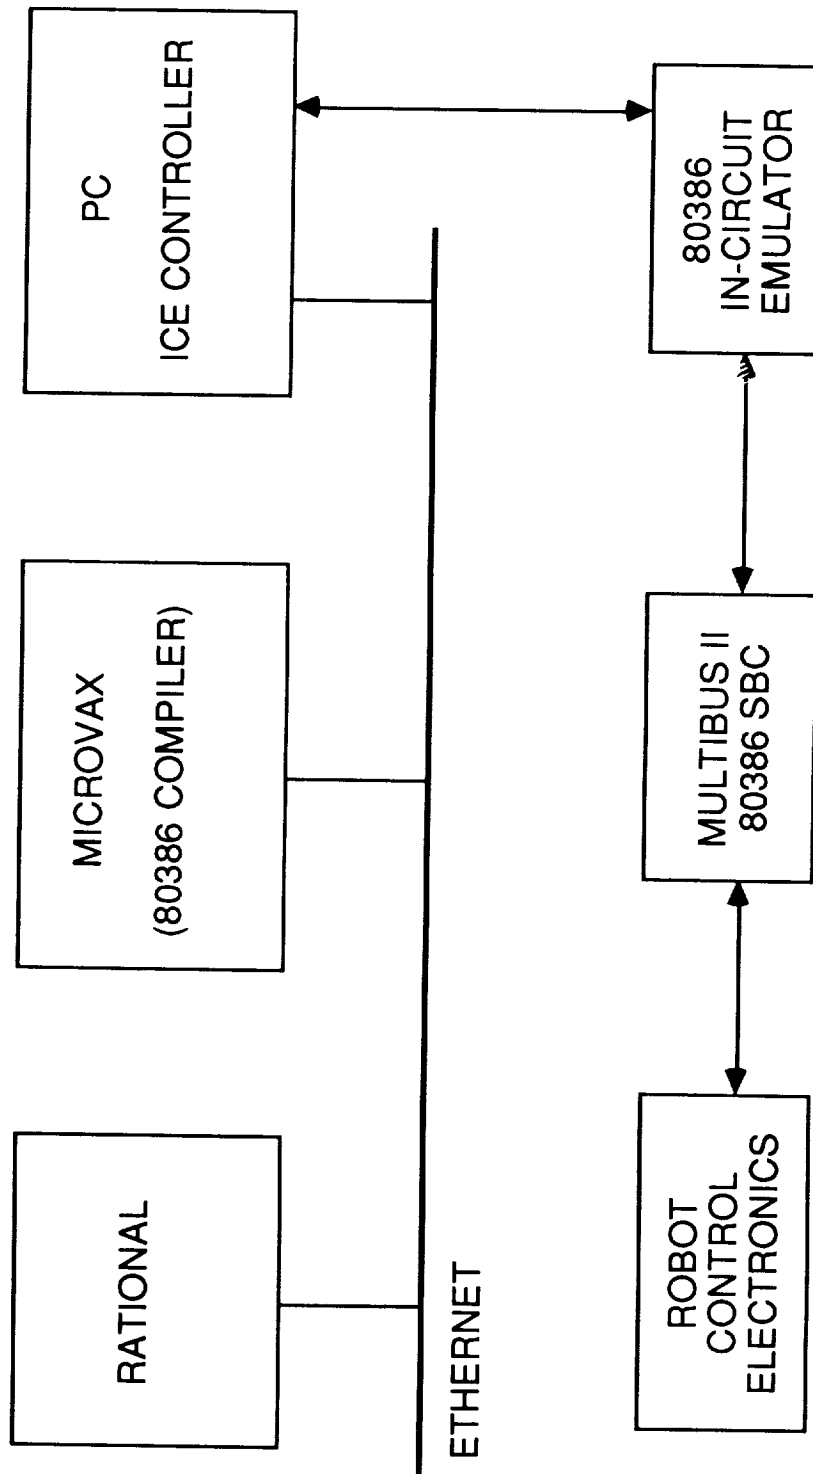 RATIONAL
MICROVAX
(80386 COMPILER)
PC
ICE CONTROLLER
ETHERNET
ROBOT
CONTROL
ELECTRONICS
MULTIBUS II
80386 SBC
80386
IN-CIRCUIT
EMULATOR